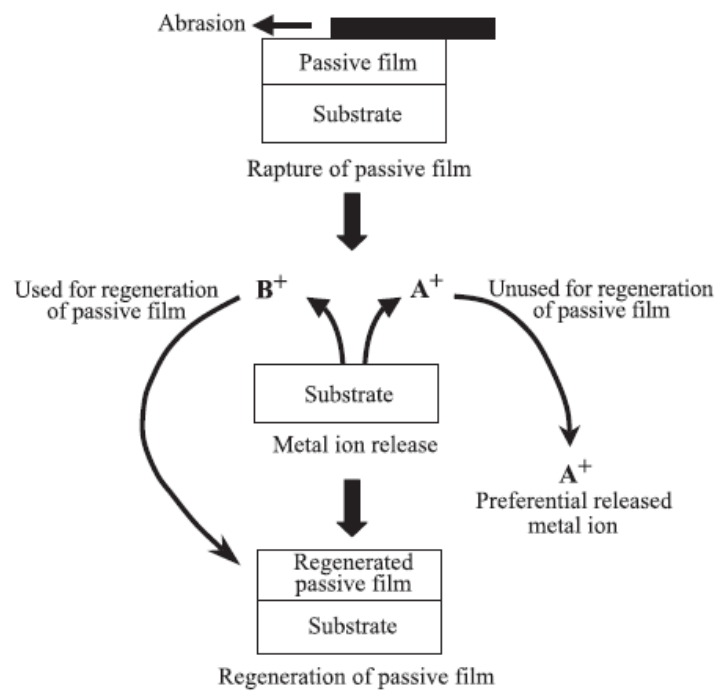 Abrasion
Passive film
Substrate
Rapture of passive film
Used for regeneration
of passive film
B+
A+
Unused for regeneration
of passive film
Substrate
Metal ion release
A+
Preferential released
metal ion
Regenerated
passive film
Substrate
Regeneration of passive film